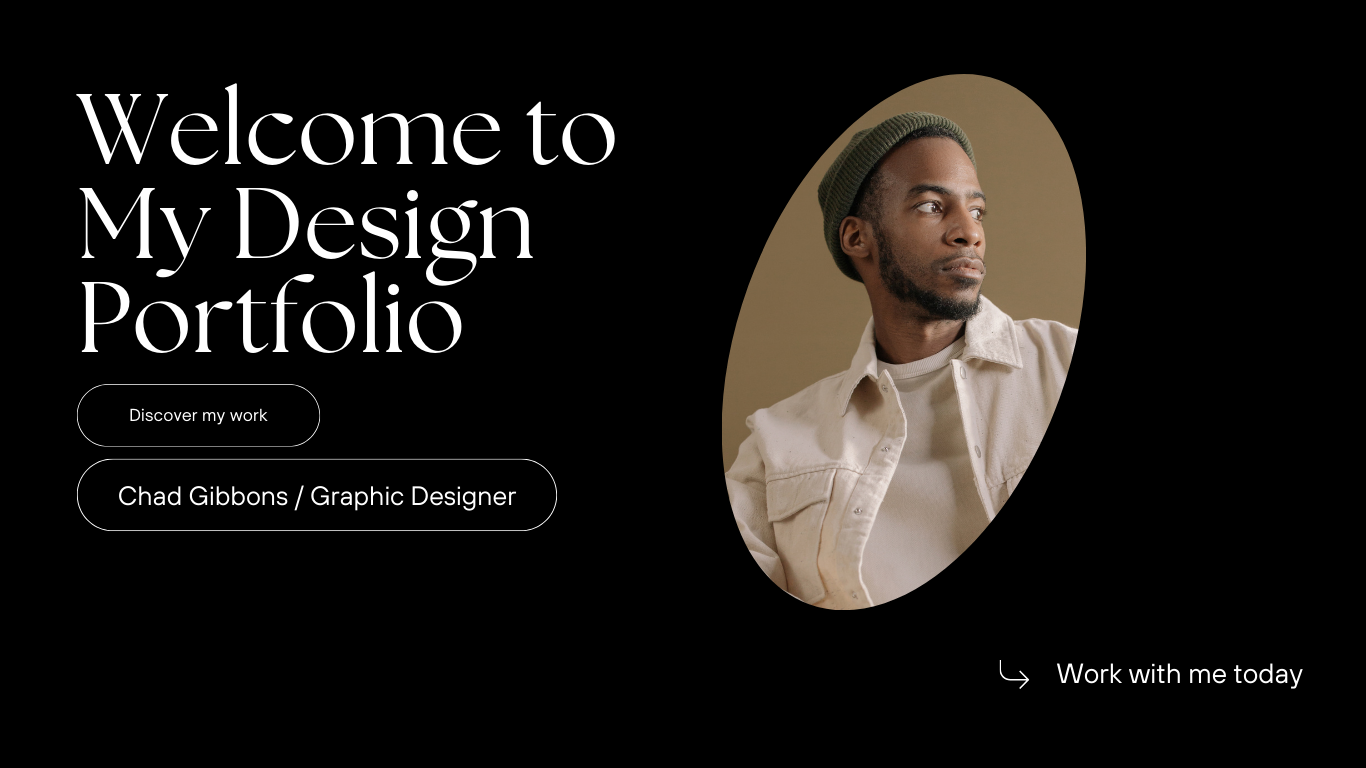 Welcome to
My Design
Portfolio
Discover my work
Chad Gibbons / Graphic Designer
Work with me today